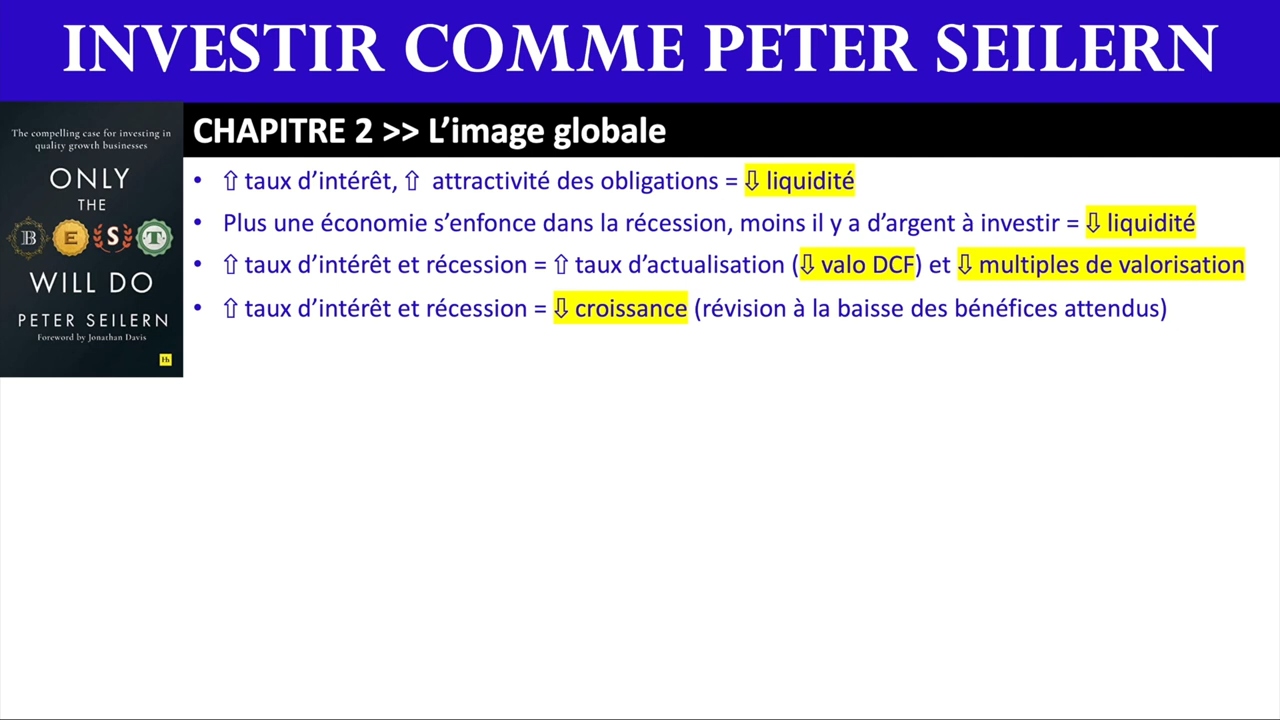 INVESTIR COMME PETER SEILERN
The compelling case for investing in
quality growth businesses
ONLY
THE
BEST
WILL DO
PETER SEILERN
Foreword by Jonathan Davis
Hh
CHAPITRE 2 >> L’image globale
• ⇧ taux d’intérêt, ⇧ attractivité des obligations = ⇩ liquidité
• Plus une économie s’enfonce dans la récession, moins il y a d’argent à investir = ⇩ liquidité
• ⇧ taux d’intérêt et récession = ⇧ taux d’actualisation (⇩ valo DCF) et ⇩ multiples de valorisation
• ⇧ taux d’intérêt et récession = ⇩ croissance (révision à la baisse des bénéfices attendus)